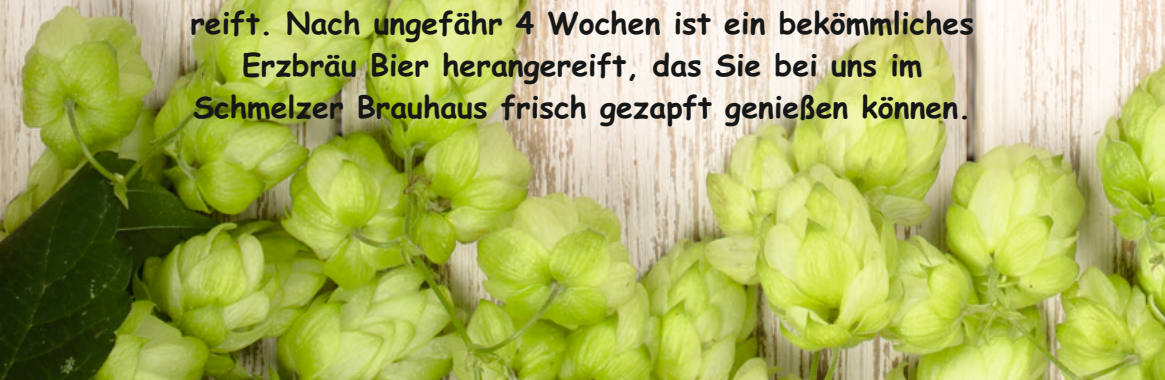 reift. Nach ungefähr 4 Wochen ist ein bekömmliches
Erzbräu Bier herangereift, das Sie bei uns im
Schmelzer Brauhaus frisch gezapft genießen können.